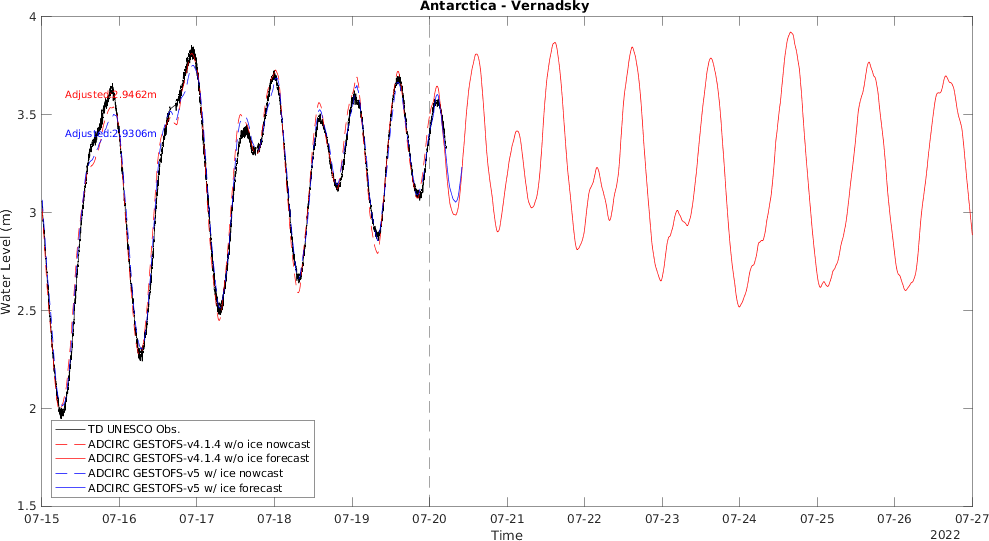 Antarctica - Vernadsky
4
3.5
3
2.5
2
1.5
Water Level (m)
Adjusted:2.9462m
Adjusted:2.9306m
TD UNESCO Obs.
ADCIRC GESTOFS-v4.1.4 w/o ice nowcast
ADCIRC GESTOFS-v4.1.4 w/o ice forecast
ADCIRC GESTOFS-v5 w/ ice nowcast
ADCIRC GESTOFS-v5 w/ ice forecast
07-15 07-16 07-17 07-18 07-19 07-20 07-21 07-22 07-23 07-24 07-25 07-26 07-27
Time
2022